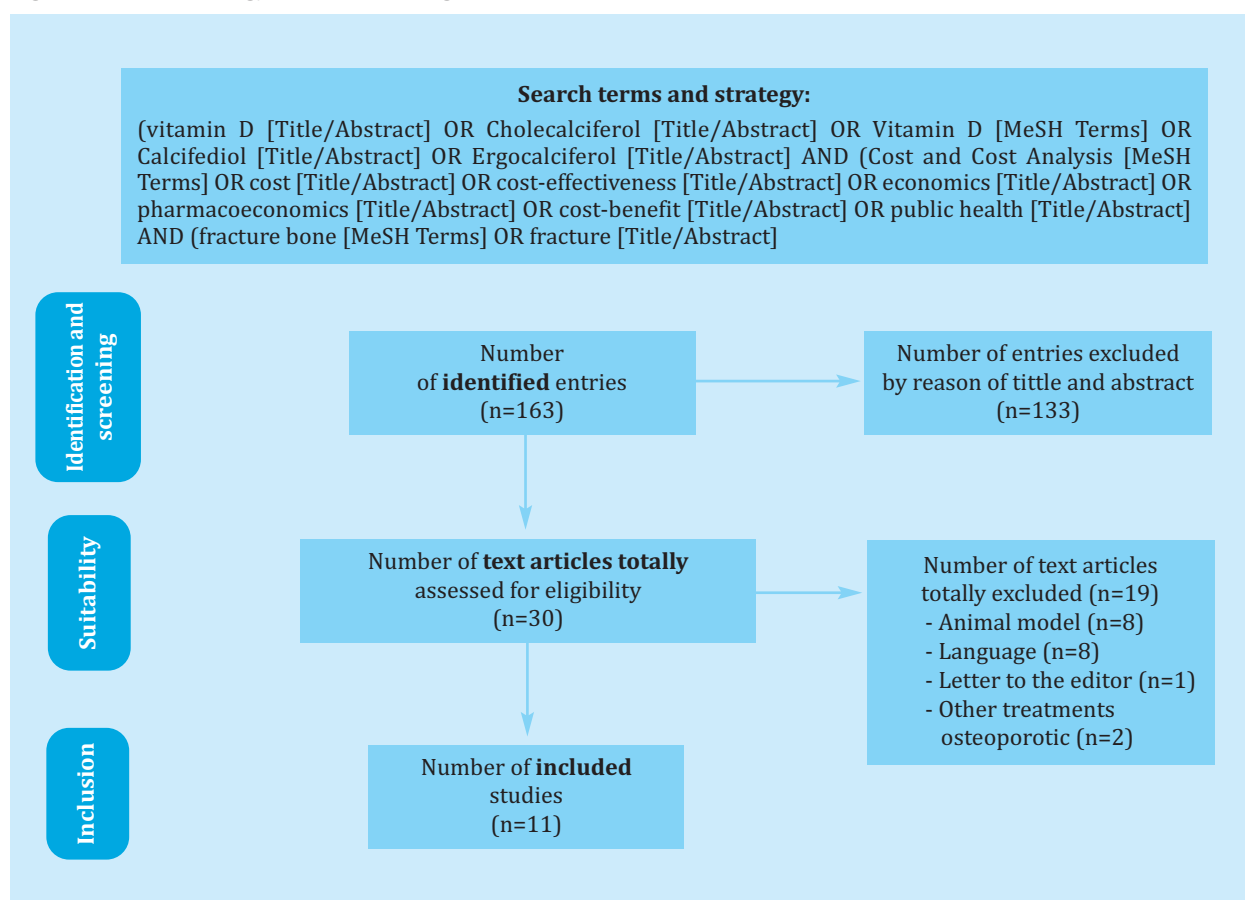 Search terms and strategy:
(vitamin D [Title/Abstract] OR Cholecalciferol [Title/Abstract] OR Vitamin D [MeSH Terms] OR
Calcifediol [Title/Abstract] OR Ergocalciferol [Title/Abstract] AND (Cost and Cost Analysis [MeSH
Terms] OR cost [Title/Abstract] OR cost-effectiveness [Title/Abstract] OR economics [Title/Abstract] OR
pharmacoeconomics [Title/Abstract] OR cost-benefit [Title/Abstract] OR public health [Title/Abstract]
AND (fracture bone [MeSH Terms] OR fracture [Title/Abstract]
Identification and
screening
Number
of identified entries
(n=163)
Number of entries excluded
by reason of tittle and abstract
(n=133)
Suitability
Number of text articles totally
assessed for eligibility
(n=30)
Number of text articles
totally excluded (n=19)
- Animal model (n=8)
- Language (n=8)
- Letter to the editor (n=1)
- Other treatments
osteoporotic (n=2)
Inclusion
Number of included
studies
(n=11)